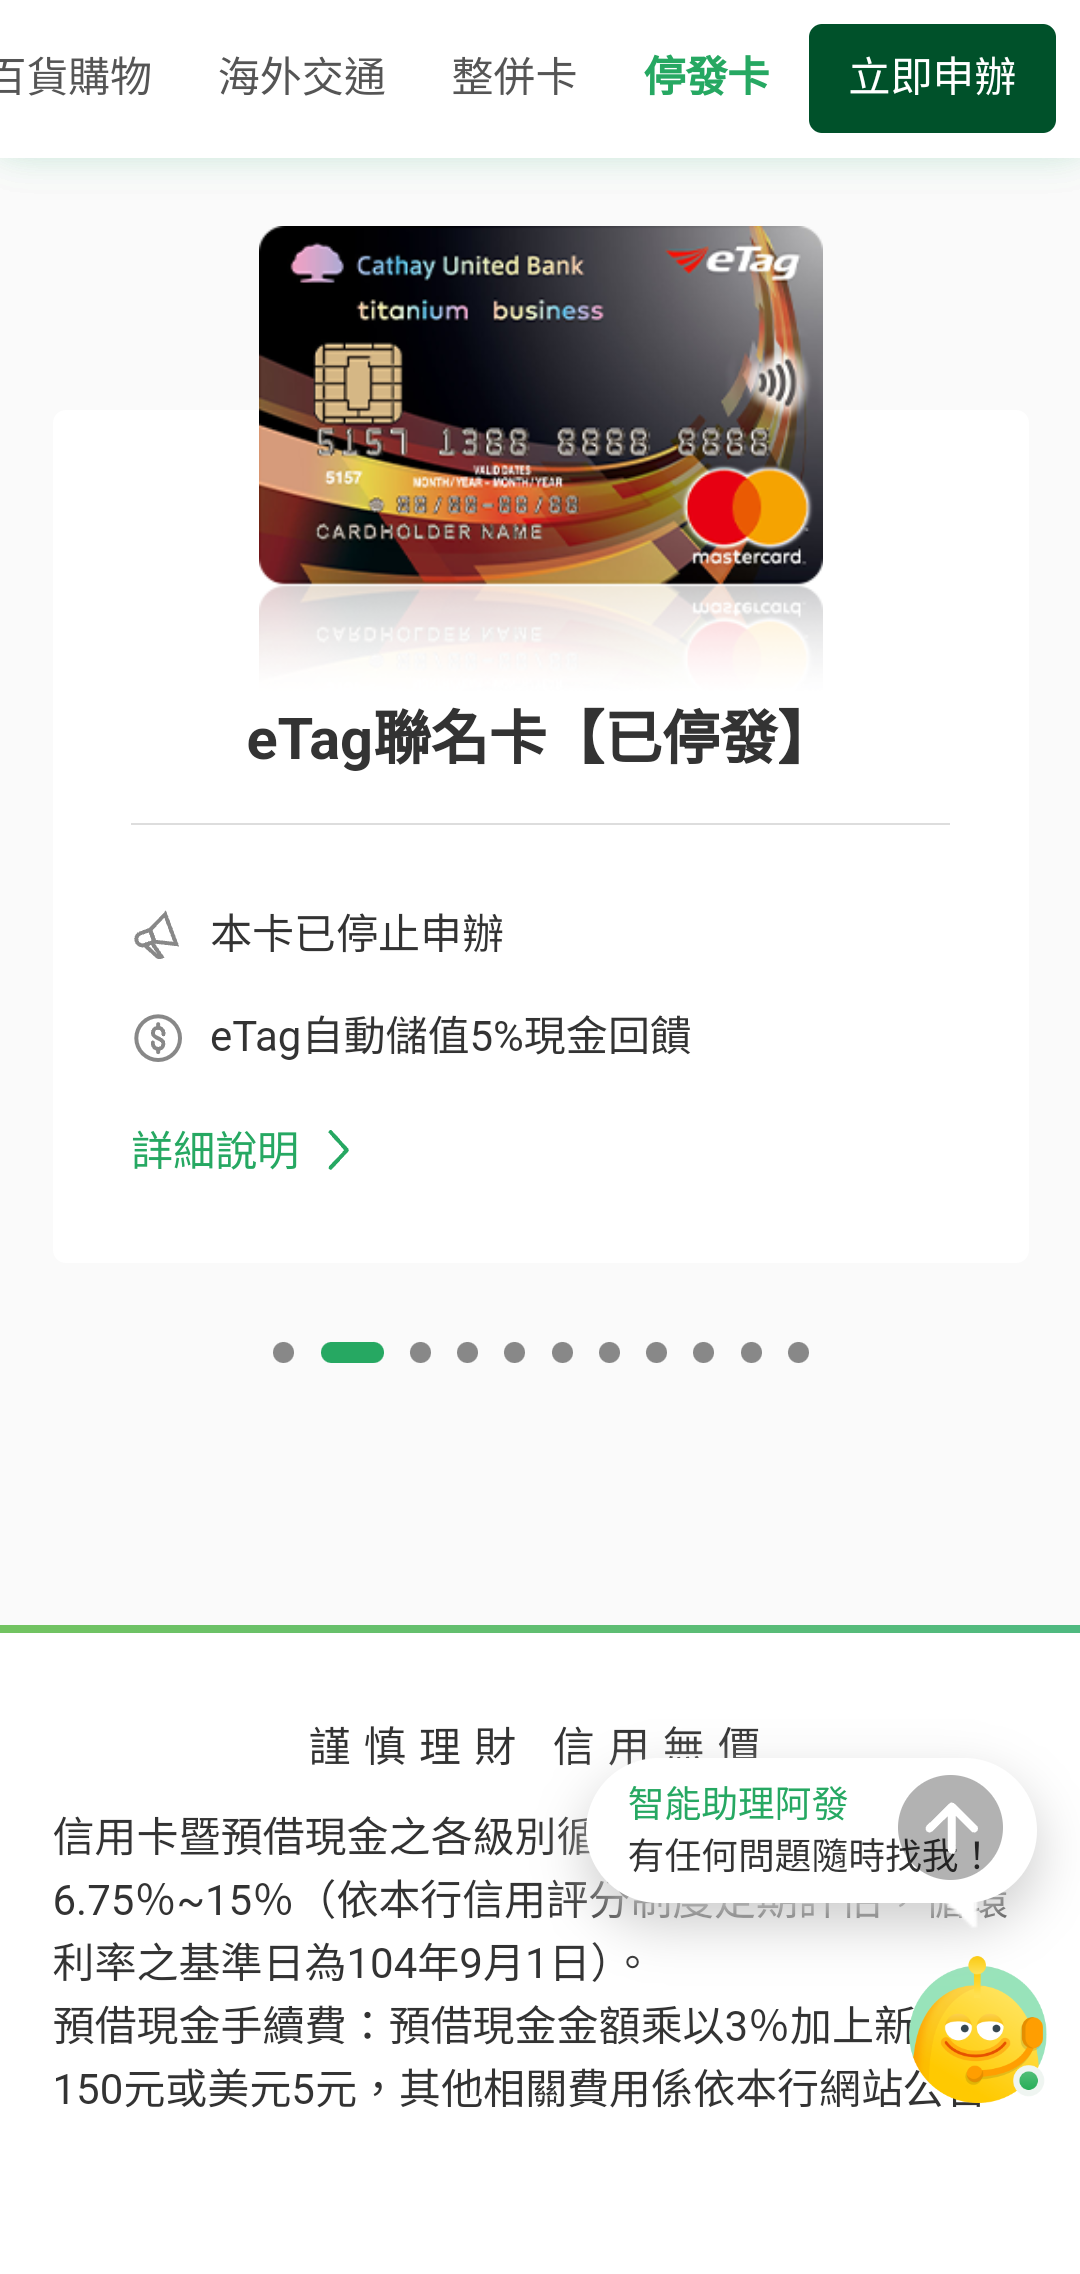 百貨購物 海外交通 整併卡 停發卡 立即申辦
Cathay United Bank eTag
titanium business
5157 1388 8888 8888
5157 VALID DATES
MONTH/YEAR - MONTH/YEAR
88/88-88/88
CARDHOLDER NAME
mastercard.
eTag聯名卡【已停發】
本卡已停止申辦
eTag自動儲值5%現金回饋
詳細說明
謹慎理財 信用無價
信用卡暨預借現金之各級別循
智能助理阿發
有任何問題隨時找我！
6.75%~15%（依本行信用評分制度定期評估，循環
利率之基準日為104年9月1日）。
預借現金手續費：預借現金金額乘以3%加上新
150元或美元5元，其他相關費用係依本行網站公告